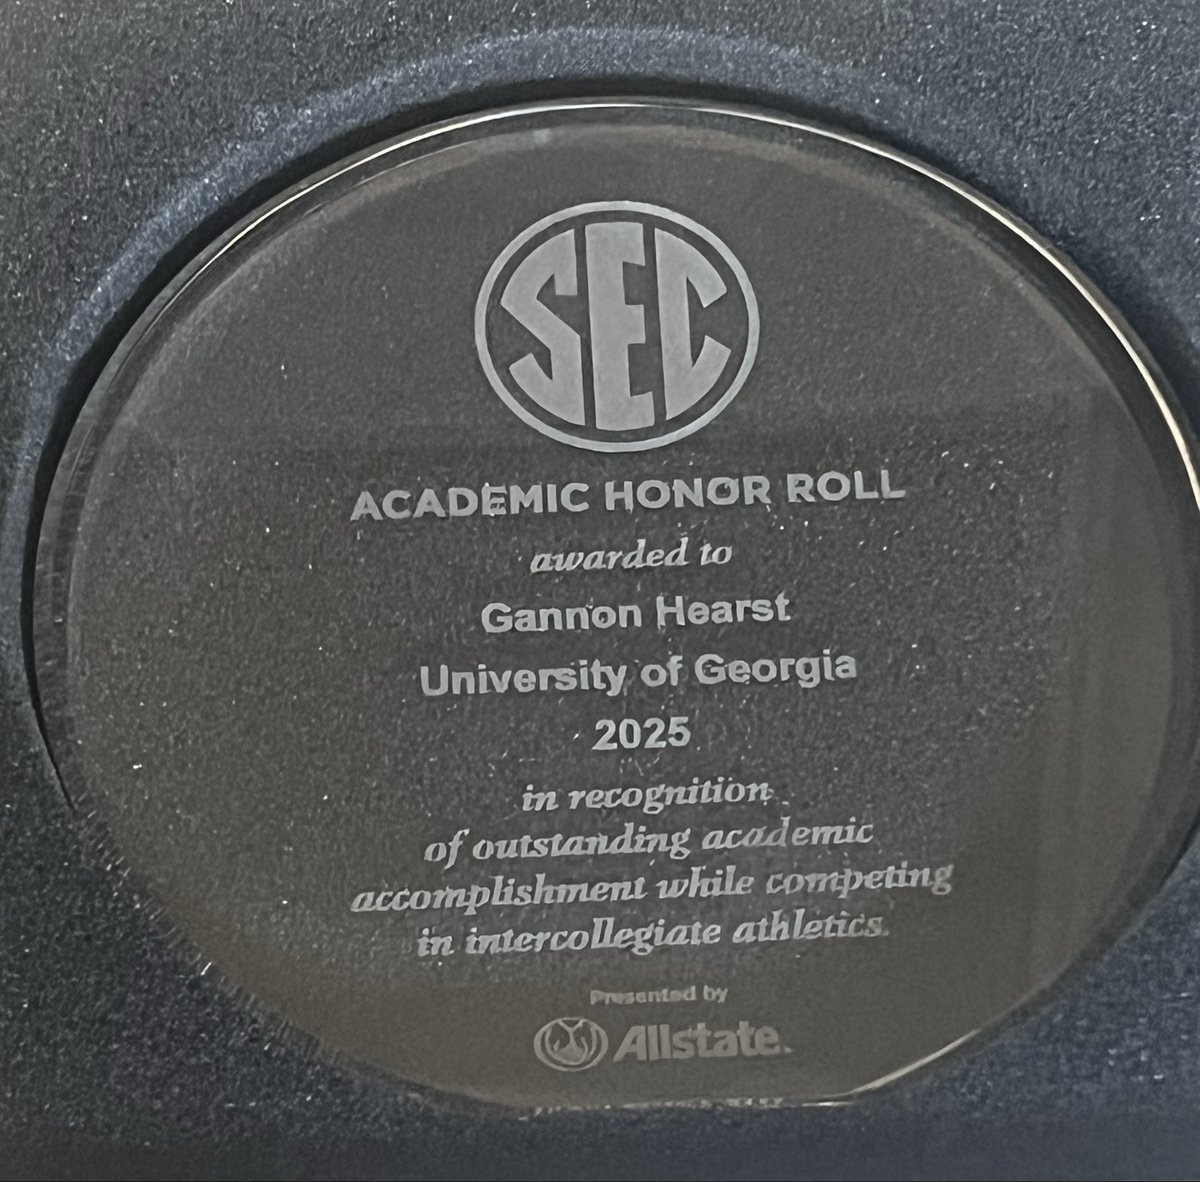 SEC
ACADEMIC HONOR ROLL
awarded to
Gannon Hearst
University of Georgia
2025
in recognition
of outstanding academic
accomplishment while competing
in intercollegiate athletics.
Presented by
Allstate.